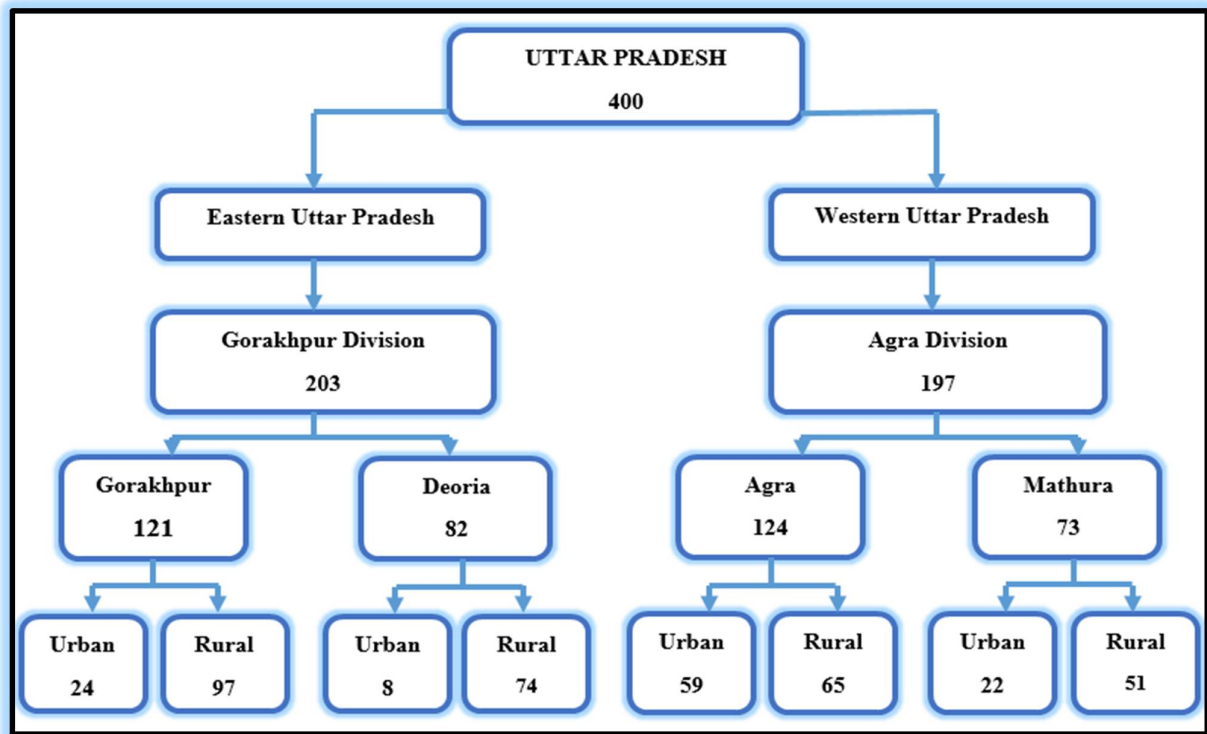 UTTAR PRADESH
400
Eastern Uttar Pradesh
Western Uttar Pradesh
Gorakhpur Division
203
Agra Division
197
Gorakhpur
121
Deoria
82
Agra
124
Mathura
73
Urban
24
Rural
97
Urban
8
Rural
74
Urban
59
Rural
65
Urban
22
Rural
51